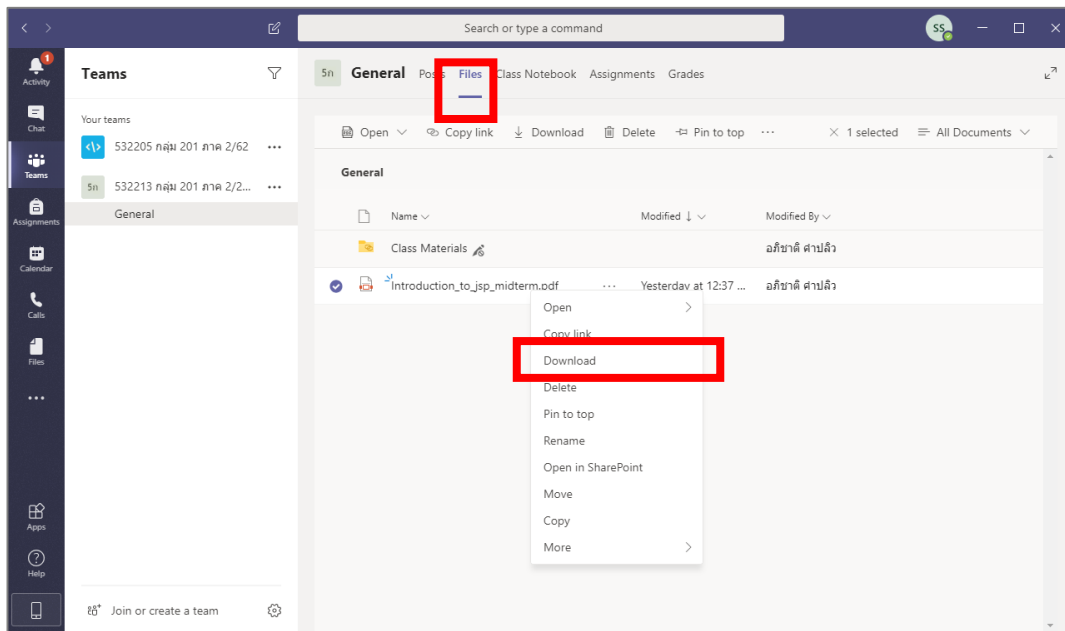 Search or type a command
SS
1
Activity
Chat
Teams
Assignments
Calendar
Calls
Files
Apps
Help
Teams
Your teams
532205 กลุ่ม 201 ภาค 2/62
5ก 532213 กลุ่ม 201 ภาค 2/2...
General
Join or create a team
5ก General Posts Files Class Notebook Assignments Grades
Open Copy link Download Delete Pin to top ... 1 selected All Documents
General
Name Modified Modified By
Class Materials อภิชาติ ศาปลิว
Introduction_to_jsp_midterm.pdf ... Yesterday at 12:37 ... อภิชาติ ศาปลิว
Open
Copy link
Download
Delete
Pin to top
Rename
Open in SharePoint
Move
Copy
More